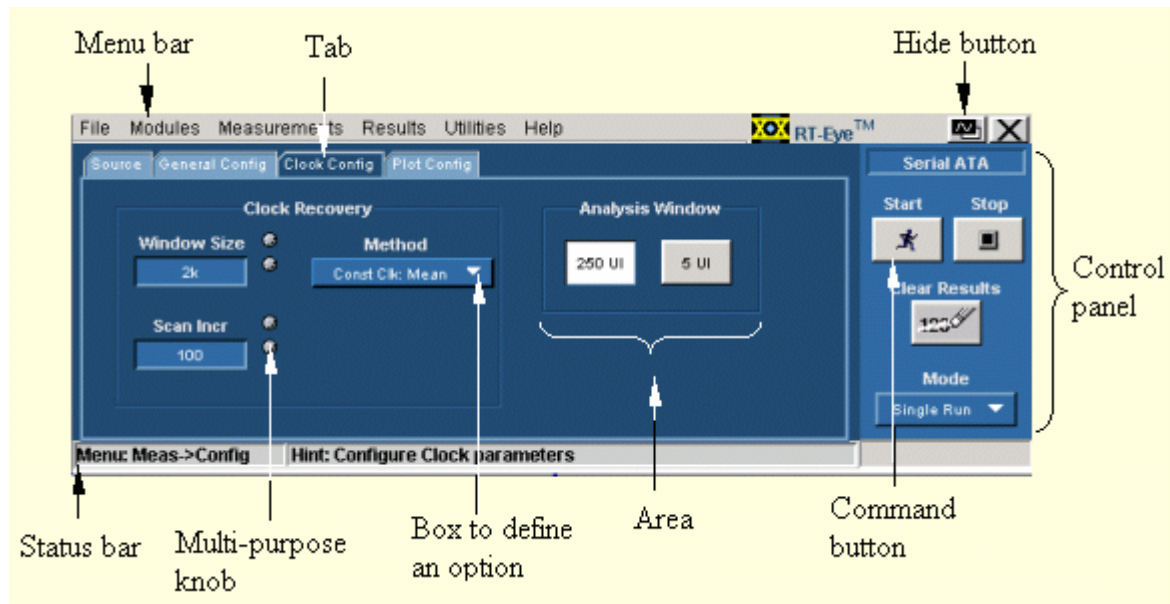 Menu bar
Tab
Hide button
File Modules Measurements Results Utilities Help
RT-Eye™
Source General Config Clock Config Plot Config
Serial ATA
Clock Recovery
Analysis Window
Start Stop
Window Size
Method
2k
Const Clk: Mean
250 UI
5 UI
Control
panel
Clear Results
123
Scan Incr
100
Mode
Single Run
Menu: Meas->Config
Hint: Configure Clock parameters
Status bar
Multi-purpose
knob
Box to define
an option
Area
Command
button